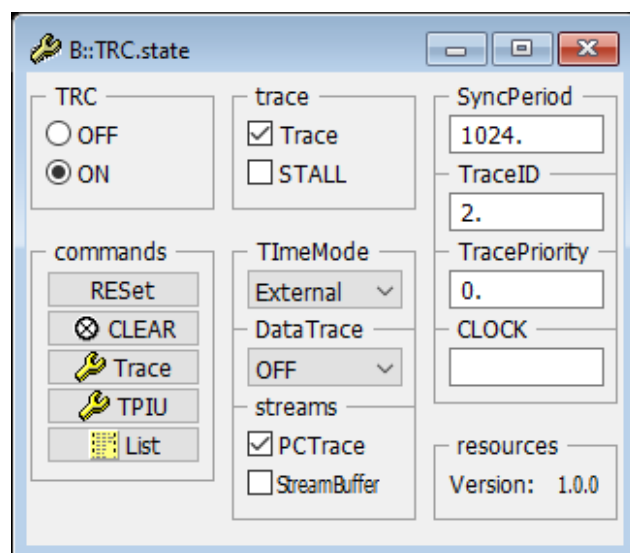 B::TRC.state
TRC
OFF
ON
commands
RESet
CLEAR
Trace
TPIU
List
trace
Trace
STALL
TImeMode
External
DataTrace
OFF
streams
PCTrace
StreamBuffer
SyncPeriod
1024.
TraceID
2.
TracePriority
0.
CLOCK
resources
Version: 1.0.0